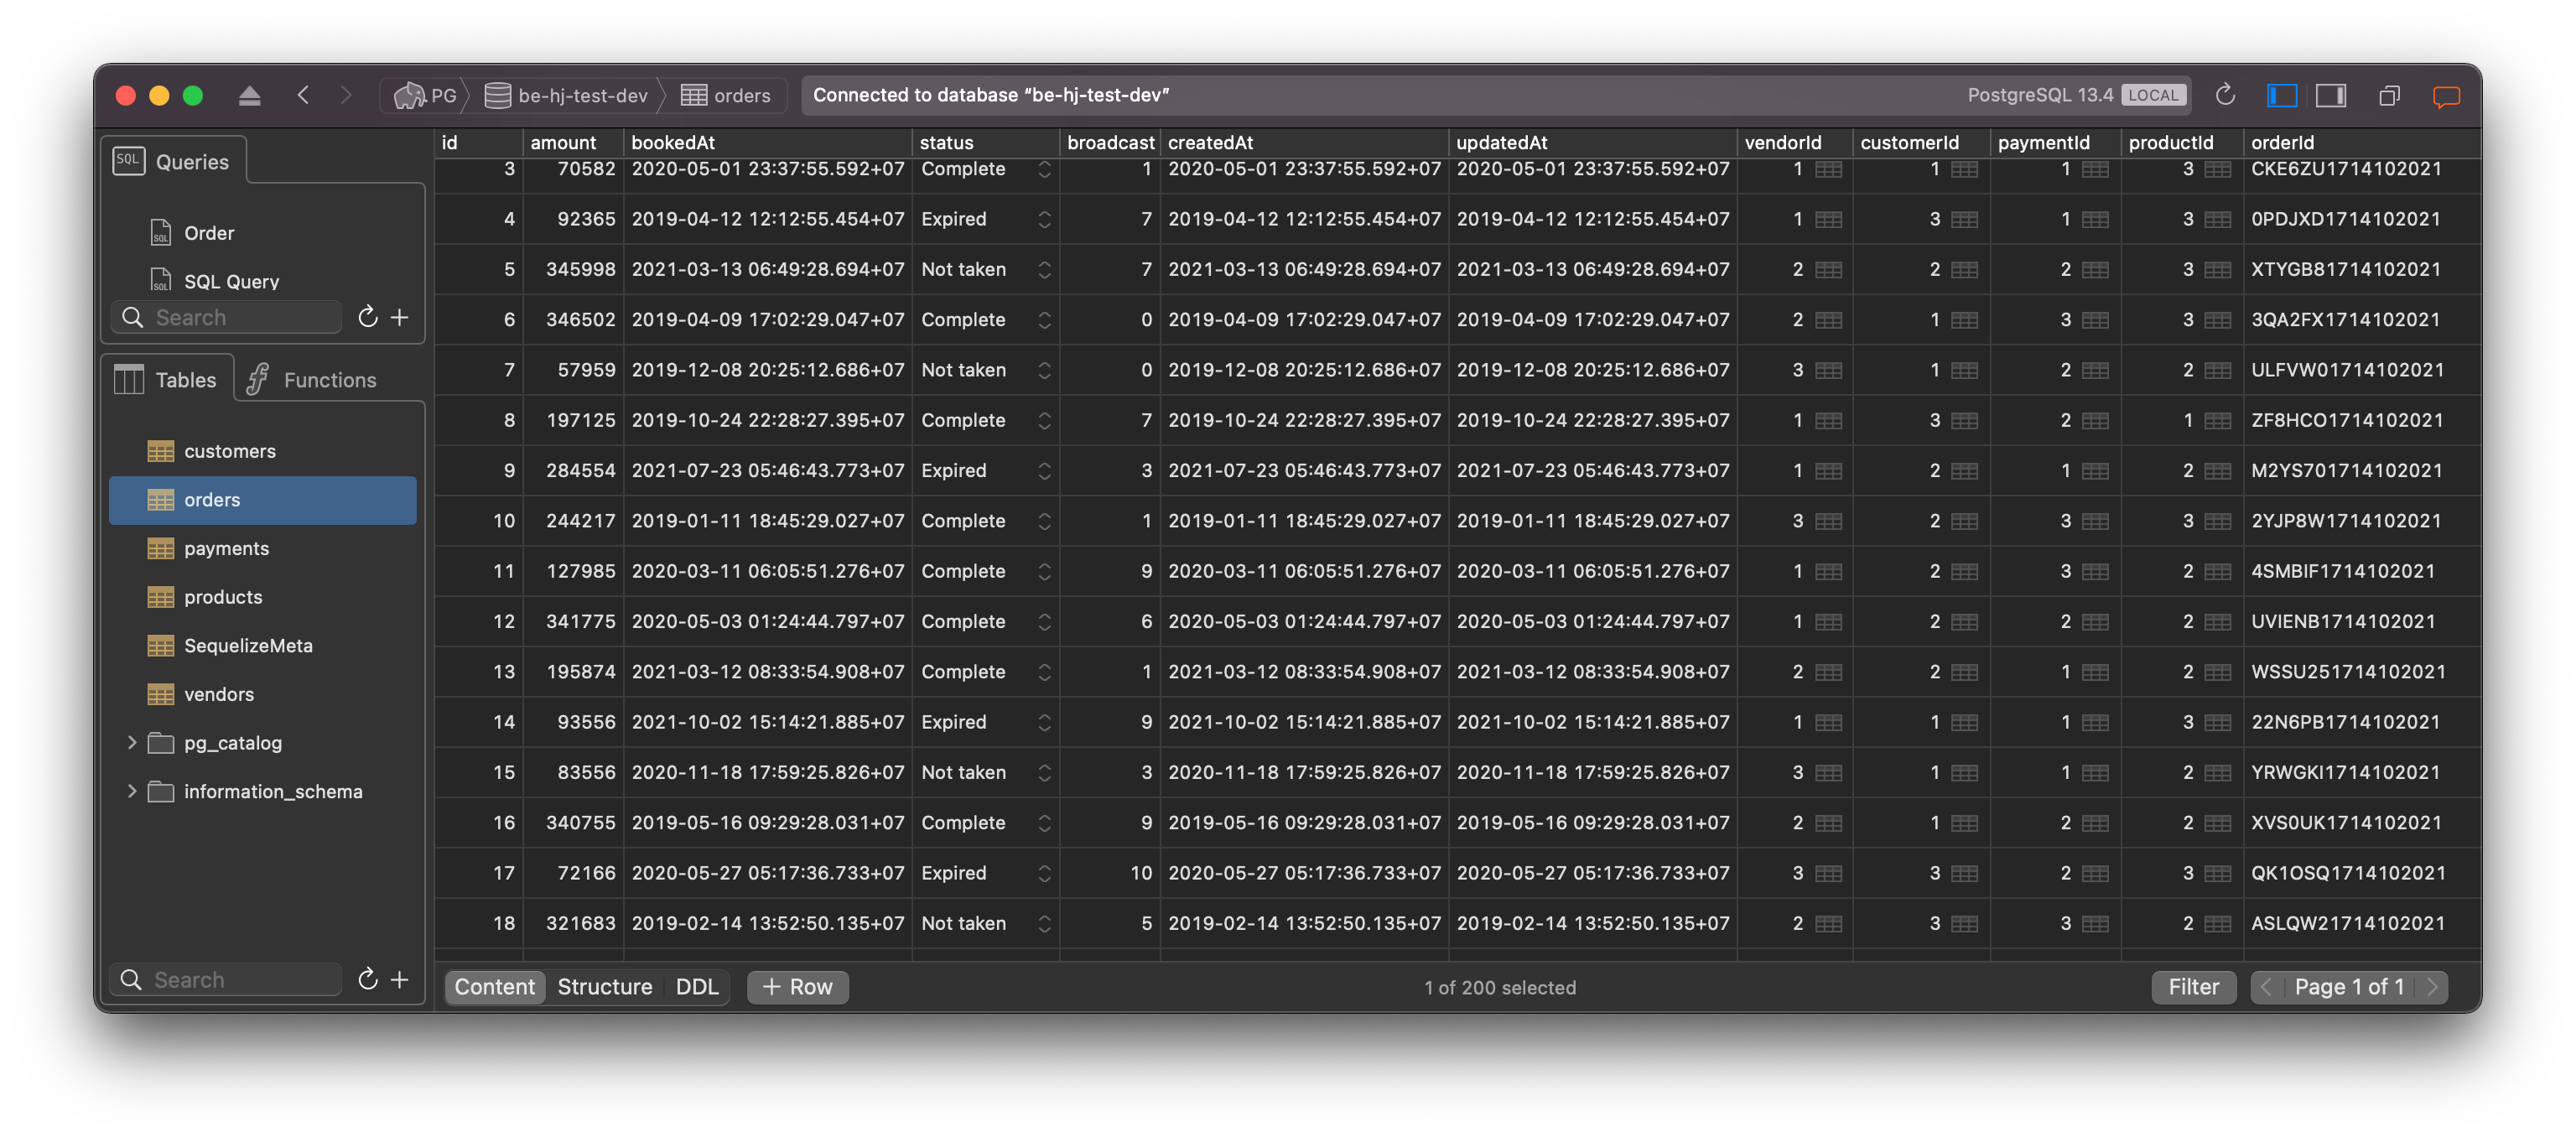 PG be-hj-test-dev orders Connected to database “be-hj-test-dev” PostgreSQL 13.4 LOCAL
SQL Queries
SQL Order
SQL SQL Query
Search
Tables Functions
customers
orders
payments
products
SequelizeMeta
vendors
pg_catalog
information_schema
Search
id amount bookedAt status broadcast createdAt updatedAt vendorId customerId paymentId productId orderId
3 70582 2020-05-01 23:37:55.592+07 Complete 1 2020-05-01 23:37:55.592+07 2020-05-01 23:37:55.592+07 1 1 1 3 CKE6ZU1714102021
4 92365 2019-04-12 12:12:55.454+07 Expired 7 2019-04-12 12:12:55.454+07 2019-04-12 12:12:55.454+07 1 3 1 3 0PDJXD1714102021
5 345998 2021-03-13 06:49:28.694+07 Not taken 7 2021-03-13 06:49:28.694+07 2021-03-13 06:49:28.694+07 2 2 2 3 XTYGB81714102021
6 346502 2019-04-09 17:02:29.047+07 Complete 0 2019-04-09 17:02:29.047+07 2019-04-09 17:02:29.047+07 2 1 3 3 3QA2FX1714102021
7 57959 2019-12-08 20:25:12.686+07 Not taken 0 2019-12-08 20:25:12.686+07 2019-12-08 20:25:12.686+07 3 1 2 2 ULFVW01714102021
8 197125 2019-10-24 22:28:27.395+07 Complete 7 2019-10-24 22:28:27.395+07 2019-10-24 22:28:27.395+07 1 3 2 1 ZF8HCO1714102021
9 284554 2021-07-23 05:46:43.773+07 Expired 3 2021-07-23 05:46:43.773+07 2021-07-23 05:46:43.773+07 1 2 1 2 M2YS701714102021
10 244217 2019-01-11 18:45:29.027+07 Complete 1 2019-01-11 18:45:29.027+07 2019-01-11 18:45:29.027+07 3 2 3 3 2YJP8W1714102021
11 127985 2020-03-11 06:05:51.276+07 Complete 9 2020-03-11 06:05:51.276+07 2020-03-11 06:05:51.276+07 1 2 3 2 4SMBIF1714102021
12 341775 2020-05-03 01:24:44.797+07 Complete 6 2020-05-03 01:24:44.797+07 2020-05-03 01:24:44.797+07 1 2 2 2 UVIENB1714102021
13 195874 2021-03-12 08:33:54.908+07 Complete 1 2021-03-12 08:33:54.908+07 2021-03-12 08:33:54.908+07 2 2 1 2 WSSU251714102021
14 93556 2021-10-02 15:14:21.885+07 Expired 9 2021-10-02 15:14:21.885+07 2021-10-02 15:14:21.885+07 1 1 1 3 22N6PB1714102021
15 83556 2020-11-18 17:59:25.826+07 Not taken 3 2020-11-18 17:59:25.826+07 2020-11-18 17:59:25.826+07 3 1 1 2 YRWGKI1714102021
16 340755 2019-05-16 09:29:28.031+07 Complete 9 2019-05-16 09:29:28.031+07 2019-05-16 09:29:28.031+07 2 1 2 2 XVS0UK1714102021
17 72166 2020-05-27 05:17:36.733+07 Expired 10 2020-05-27 05:17:36.733+07 2020-05-27 05:17:36.733+07 3 3 2 3 QK1OSQ1714102021
18 321683 2019-02-14 13:52:50.135+07 Not taken 5 2019-02-14 13:52:50.135+07 2019-02-14 13:52:50.135+07 2 3 3 2 ASLQW21714102021
Content Structure DDL + Row 1 of 200 selected Filter Page 1 of 1